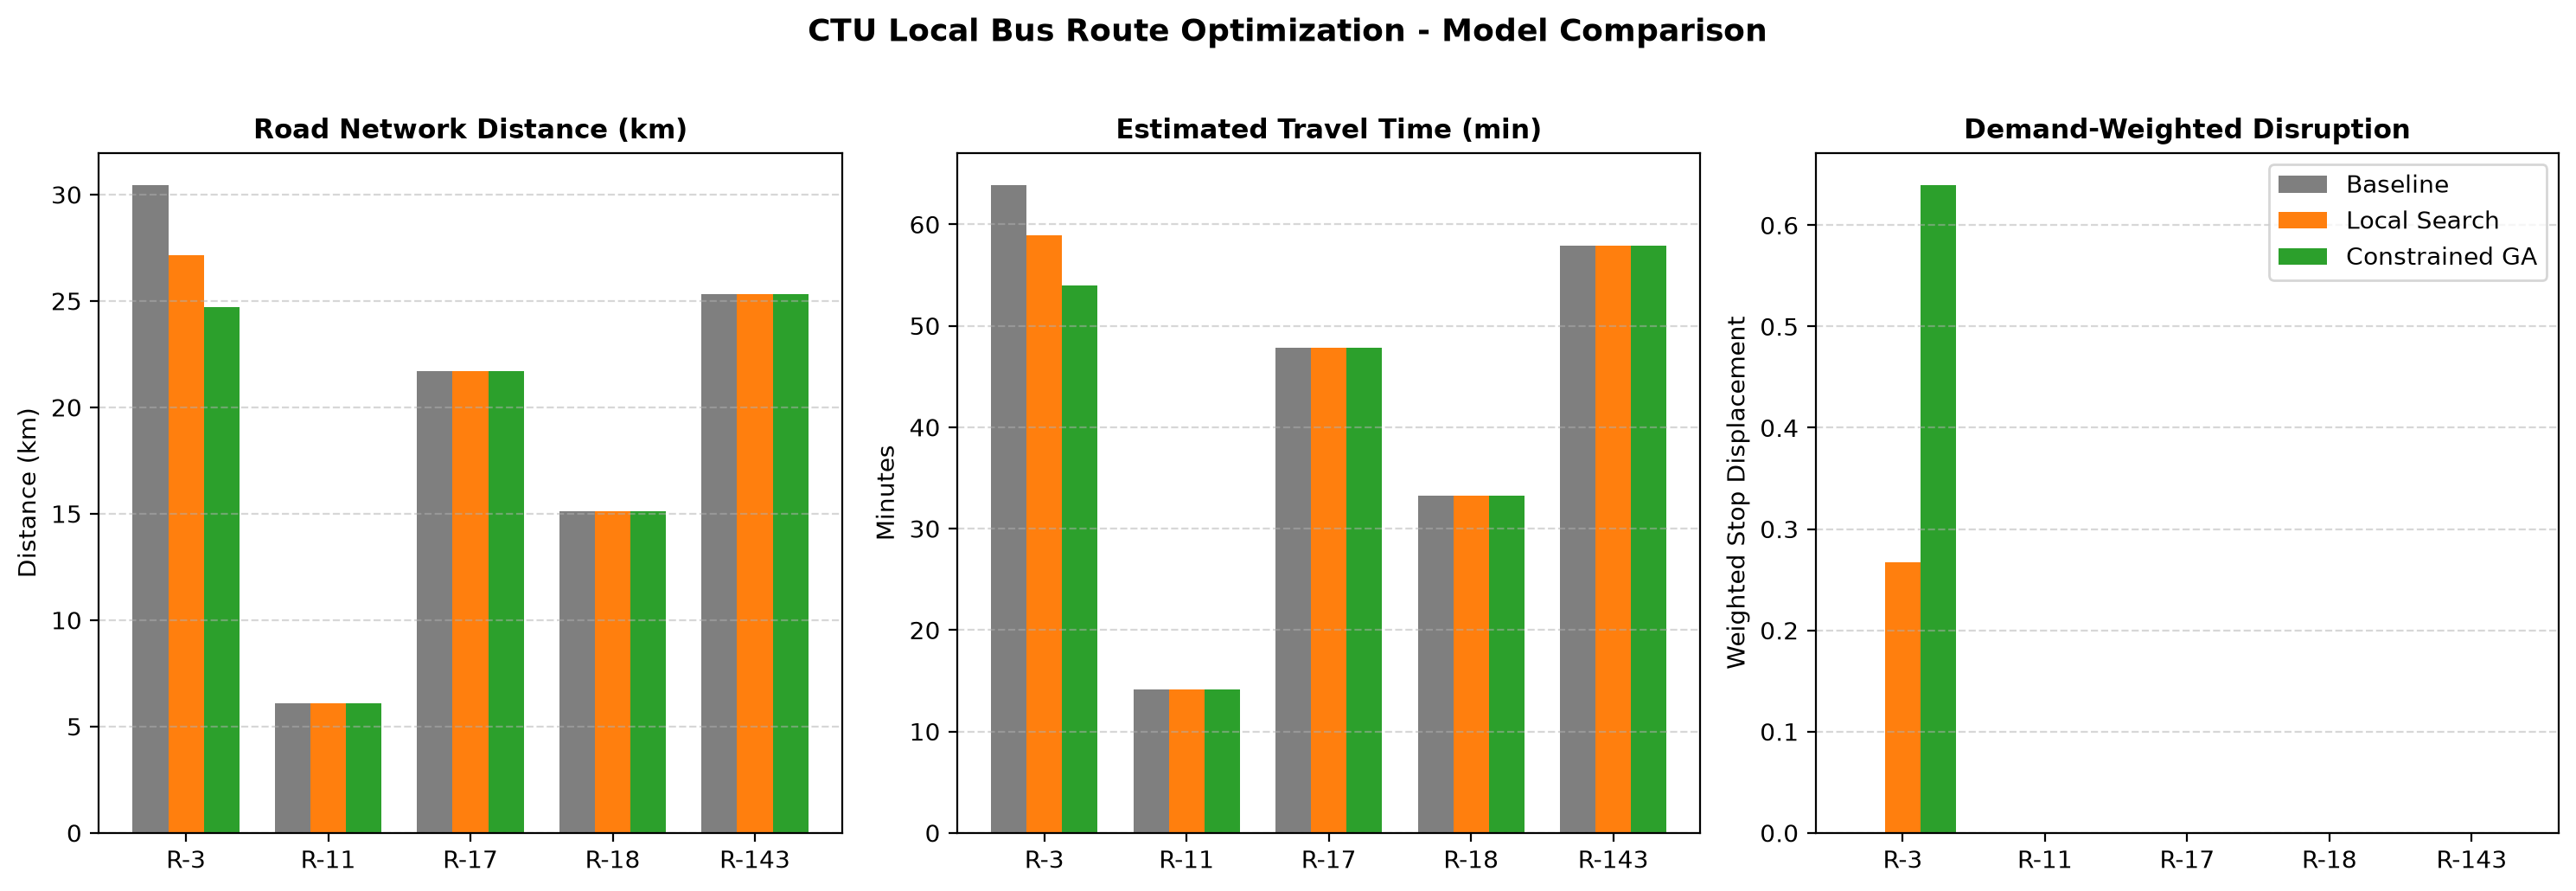 CTU Local Bus Route Optimization - Model Comparison
Road Network Distance (km)
Distance (km)
30
25
20
15
10
5
0
R-3 R-11 R-17 R-18 R-143
Estimated Travel Time (min)
Minutes
60
50
40
30
20
10
0
R-3 R-11 R-17 R-18 R-143
Demand-Weighted Disruption
Weighted Stop Displacement
0.6
0.5
0.4
0.3
0.2
0.1
0.0
R-3 R-11 R-17 R-18 R-143
Baseline
Local Search
Constrained GA